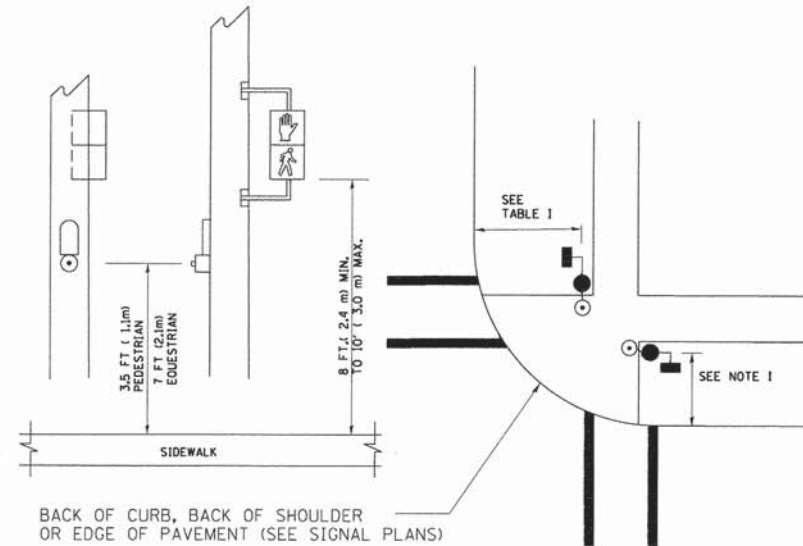 SEE
TABLE I
3.5 FT ( 1.1m)
PEDESTRIAN
7 FT (2.1m)
EQUESTRIAN
8 FT.( 2.4 m) MIN.
TO 10' ( 3.0 m) MAX.
SEE NOTE I
SIDEWALK
BACK OF CURB, BACK OF SHOULDER
OR EDGE OF PAVEMENT (SEE SIGNAL PLANS)